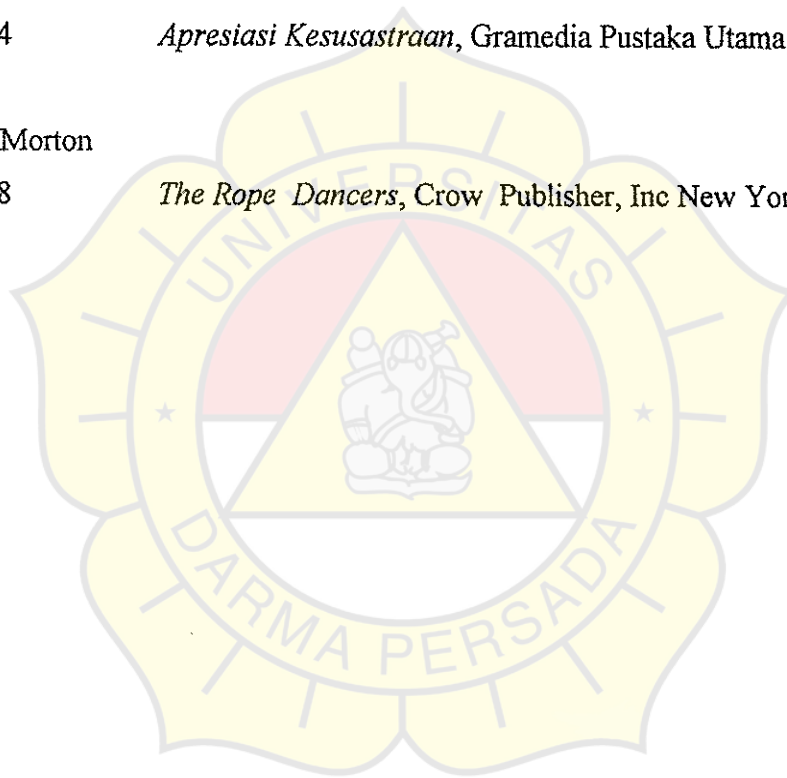 4 Apresiasi Kesusastraan, Gramedia Pustaka Utama
Morton
8 The Rope Dancers, Crow Publisher, Inc New Yor
UNIVERSITAS
DARMA PERSADA